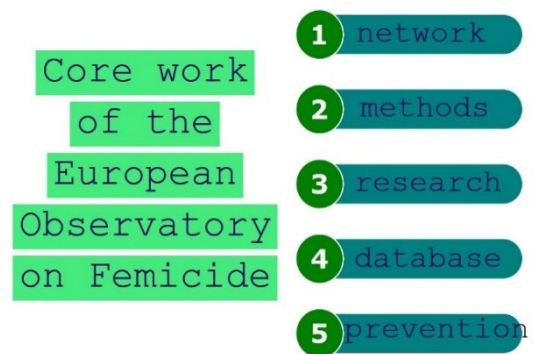 Core work
of the
European
Observatory
on Femicide
1 network
2 methods
3 research
4 database
5 prevention